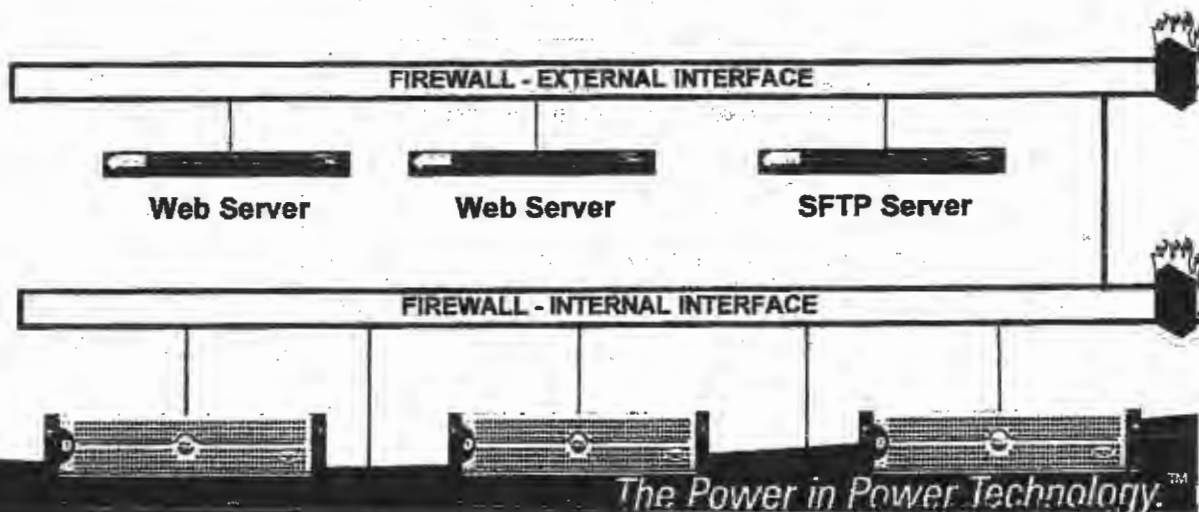 FIREWALL - EXTERNAL INTERFACE
Web Server Web Server SFTP Server
FIREWALL - INTERNAL INTERFACE
The Power in Power Technology.™